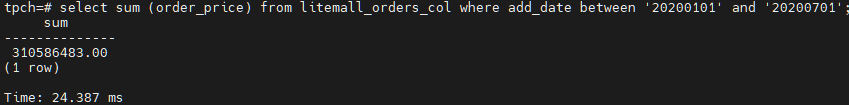 tpch=# select sum (order_price) from litemall_orders_col where add_date between '20200101' and '20200701';
sum
--------------
310586483.00
(1 row)
Time: 24.387 ms